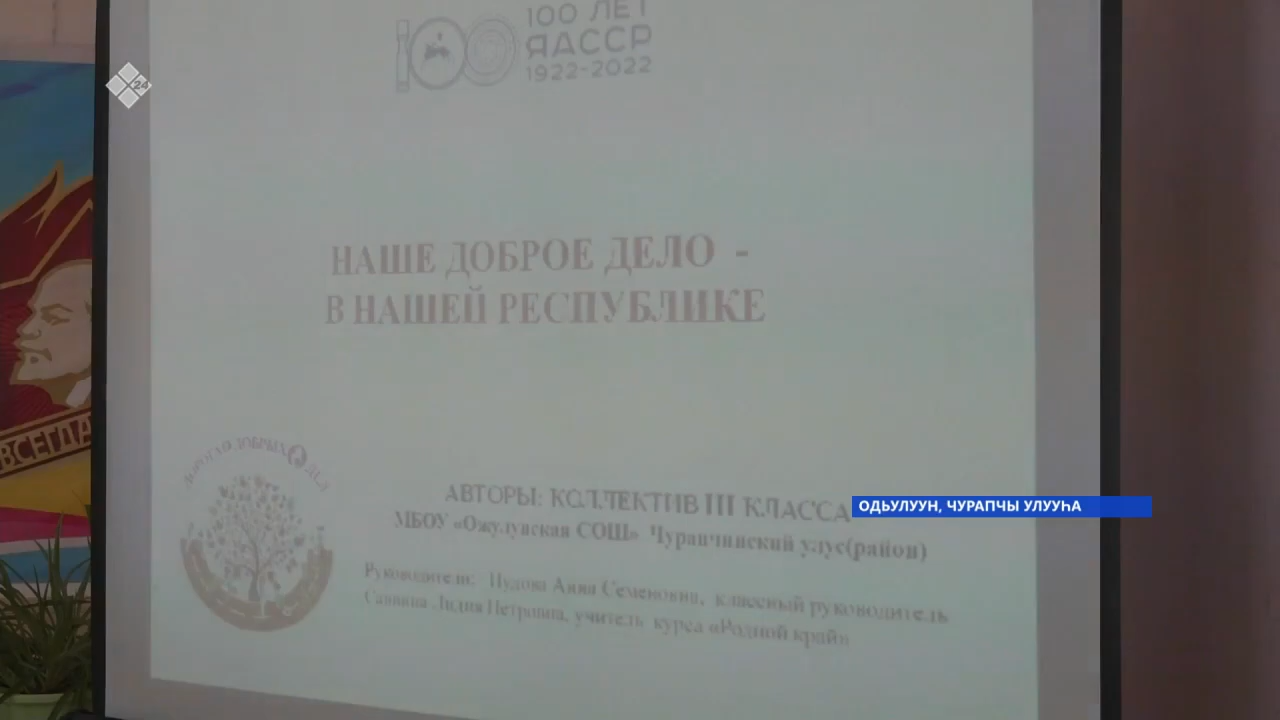 100 ЛЕТ
ЯАССР
1922-2022
24
НАШЕ ДОБРОЕ ДЕЛО -
В НАШЕЙ РЕСПУБЛИКЕ
ВСЕГДА
АВТОРЫ: КОЛЛЕКТИВ III КЛАССА
ОДЬУЛУУН, ЧУРАПЧЫ УЛУУҺА
МБОУ «Ожулунская СОШ» Чурапчинский улус(район)
Руководители: Анна Семеновна, классный руководитель
Саввина Лидия Петровна, учитель курса «Родной край»